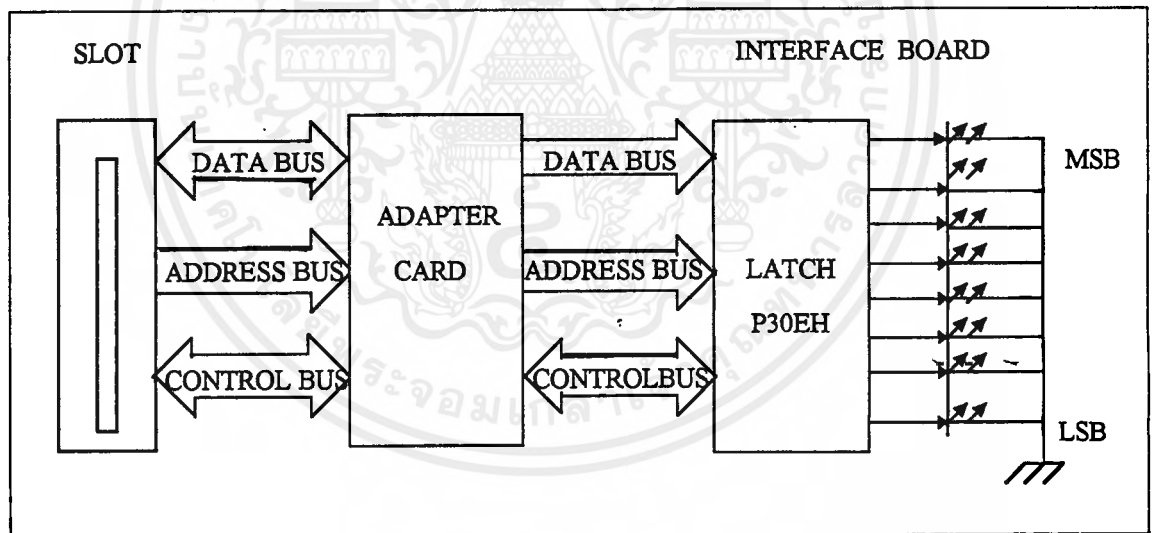 SLOT
INTERFACE BOARD
DATA BUS
DATA BUS
MSB
ADAPTER
CARD
ADDRESS BUS
ADDRESS BUS
LATCH
P30EH
CONTROL BUS
CONTROLBUS
LSB